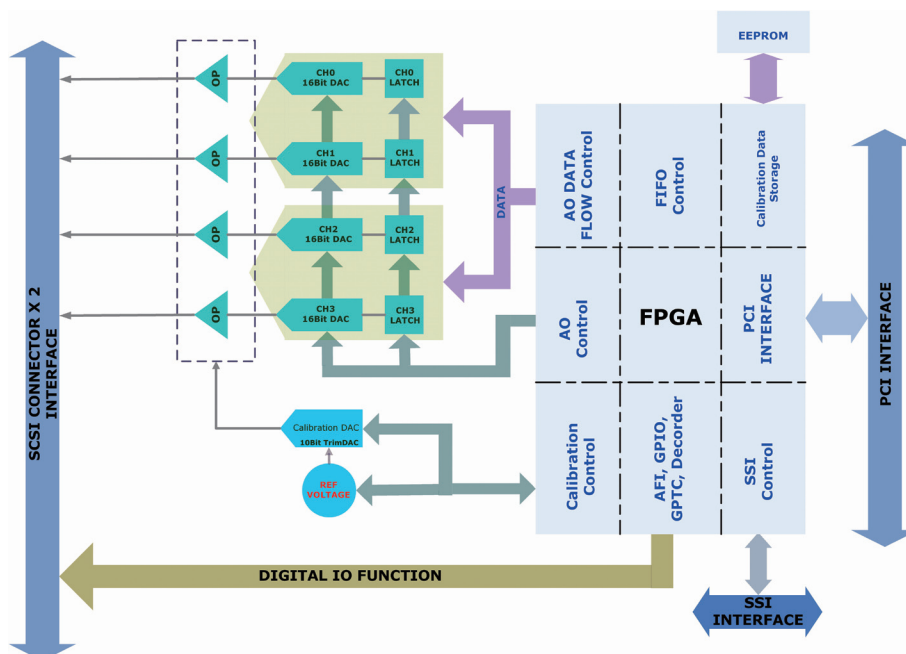 EEPROM
OP
CH0
16Bit DAC
CH0
LATCH
OP
CH1
16Bit DAC
CH1
LATCH
OP
CH2
16Bit DAC
CH2
LATCH
OP
CH3
16Bit DAC
CH3
LATCH
DATA
AO DATA
FLOW Control
FIFO
Control
Calibration Data
Storage
AO
Control
FPGA
PCI
INTERFACE
Calibration
Control
AFI, GPIO,
GPTC, Decorder
SSI
Control
PCI INTERFACE
SCSI CONNECTOR X 2
INTERFACE
Calibration DAC
10Bit TrimDAC
REF
VOLTAGE
DIGITAL IO FUNCTION
SSI
INTERFACE